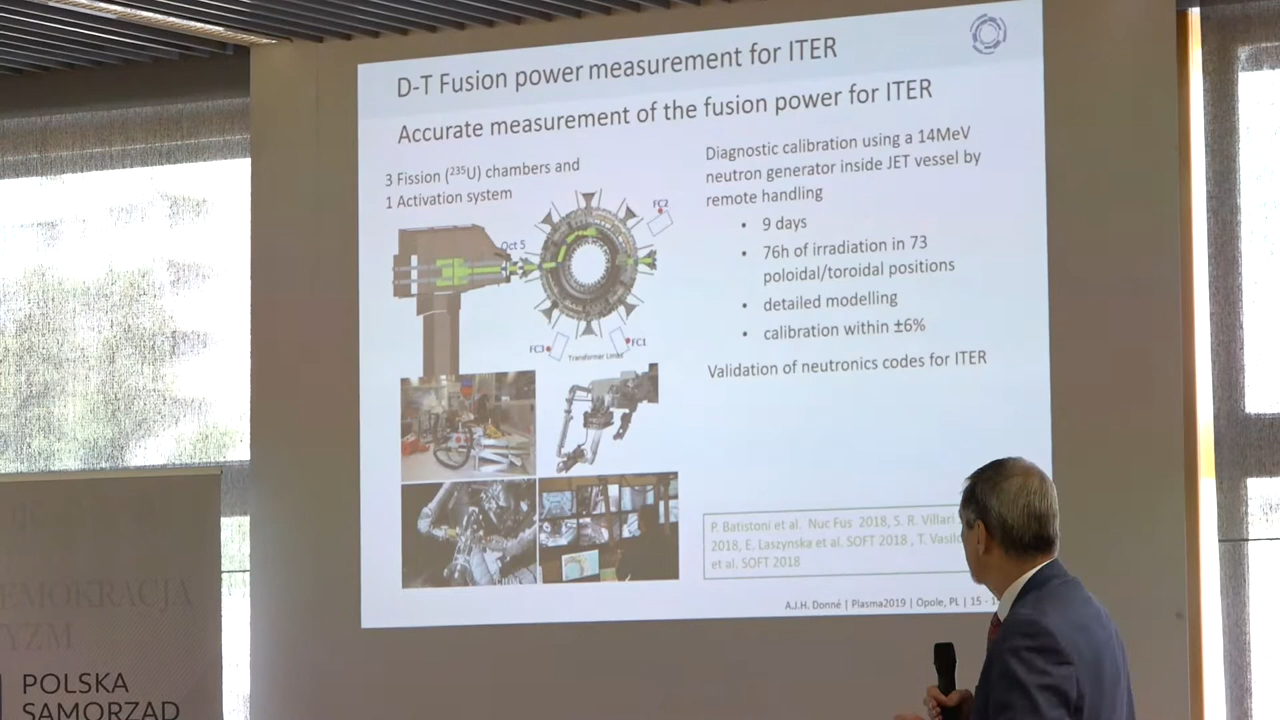 D-T Fusion power measurement for ITER
Accurate measurement of the fusion power for ITER
3 Fission (²³⁵U) chambers and
1 Activation system
Oct 5
FC2
FC3
FC1
Transformer Limbs
Diagnostic calibration using a 14MeV
neutron generator inside JET vessel by
remote handling
• 9 days
• 76h of irradiation in 73
poloidal/toroidal positions
• detailed modelling
• calibration within ±6%
Validation of neutronics codes for ITER
P. Batistoni et al. Nuc Fus 2018, S. R. Villari
2018, E. Laszynska et al. SOFT 2018 , T. Vasilo
et al. SOFT 2018
A.J.H. Donné | Plasma2019 | Opole, PL | 15 - 1
EMOKRACJA
YZM
POLSKA
SAMORZĄD